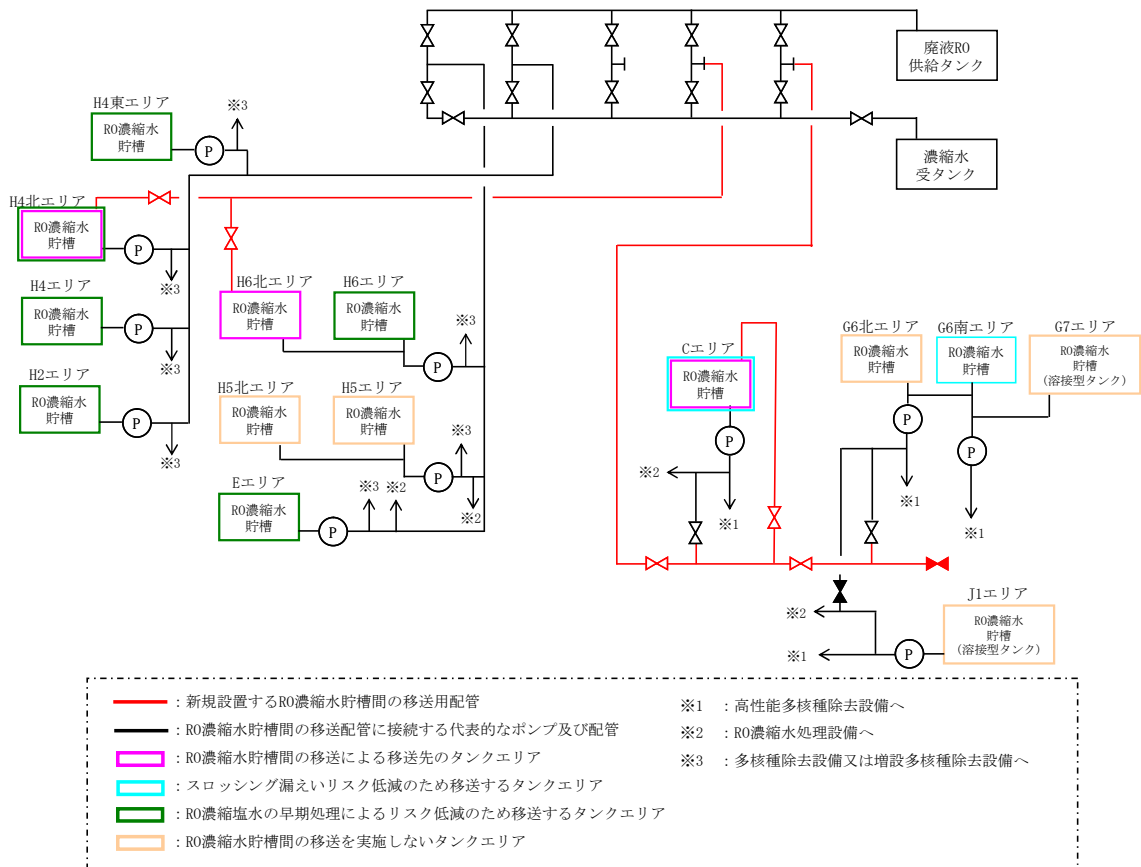 廃液RO
供給タンク
濃縮水
受タンク
H4東エリア
※3
RO濃縮水
貯槽
P
H4北エリア
RO濃縮水
貯槽
P
※3
H4エリア
RO濃縮水
貯槽
P
※3
H2エリア
RO濃縮水
貯槽
P
※3
H6北エリア
RO濃縮水
貯槽
H6エリア
RO濃縮水
貯槽
※3
P
H5北エリア
RO濃縮水
貯槽
H5エリア
RO濃縮水
貯槽
※3
P
※2
Eエリア
RO濃縮水
貯槽
※3
※2
P
Cエリア
RO濃縮水
貯槽
P
※2
※1
G6北エリア
RO濃縮水
貯槽
P
※1
G6南エリア
RO濃縮水
貯槽
P
※1
G7エリア
RO濃縮水
貯槽
(溶接型タンク)
J1エリア
RO濃縮水
貯槽
(溶接型タンク)
P
※2
※1
：新規設置するRO濃縮水貯槽間の移送用配管
：RO濃縮水貯槽間の移送配管に接続する代表的なポンプ及び配管
：RO濃縮水貯槽間の移送による移送先のタンクエリア
：スロッシング漏えいリスク低減のため移送するタンクエリア
：RO濃縮塩水の早期処理によるリスク低減のため移送するタンクエリア
：RO濃縮水貯槽間の移送を実施しないタンクエリア
※1 ：高性能多核種除去設備へ
※2 ：RO濃縮水処理設備へ
※3 ：多核種除去設備又は増設多核種除去設備へ